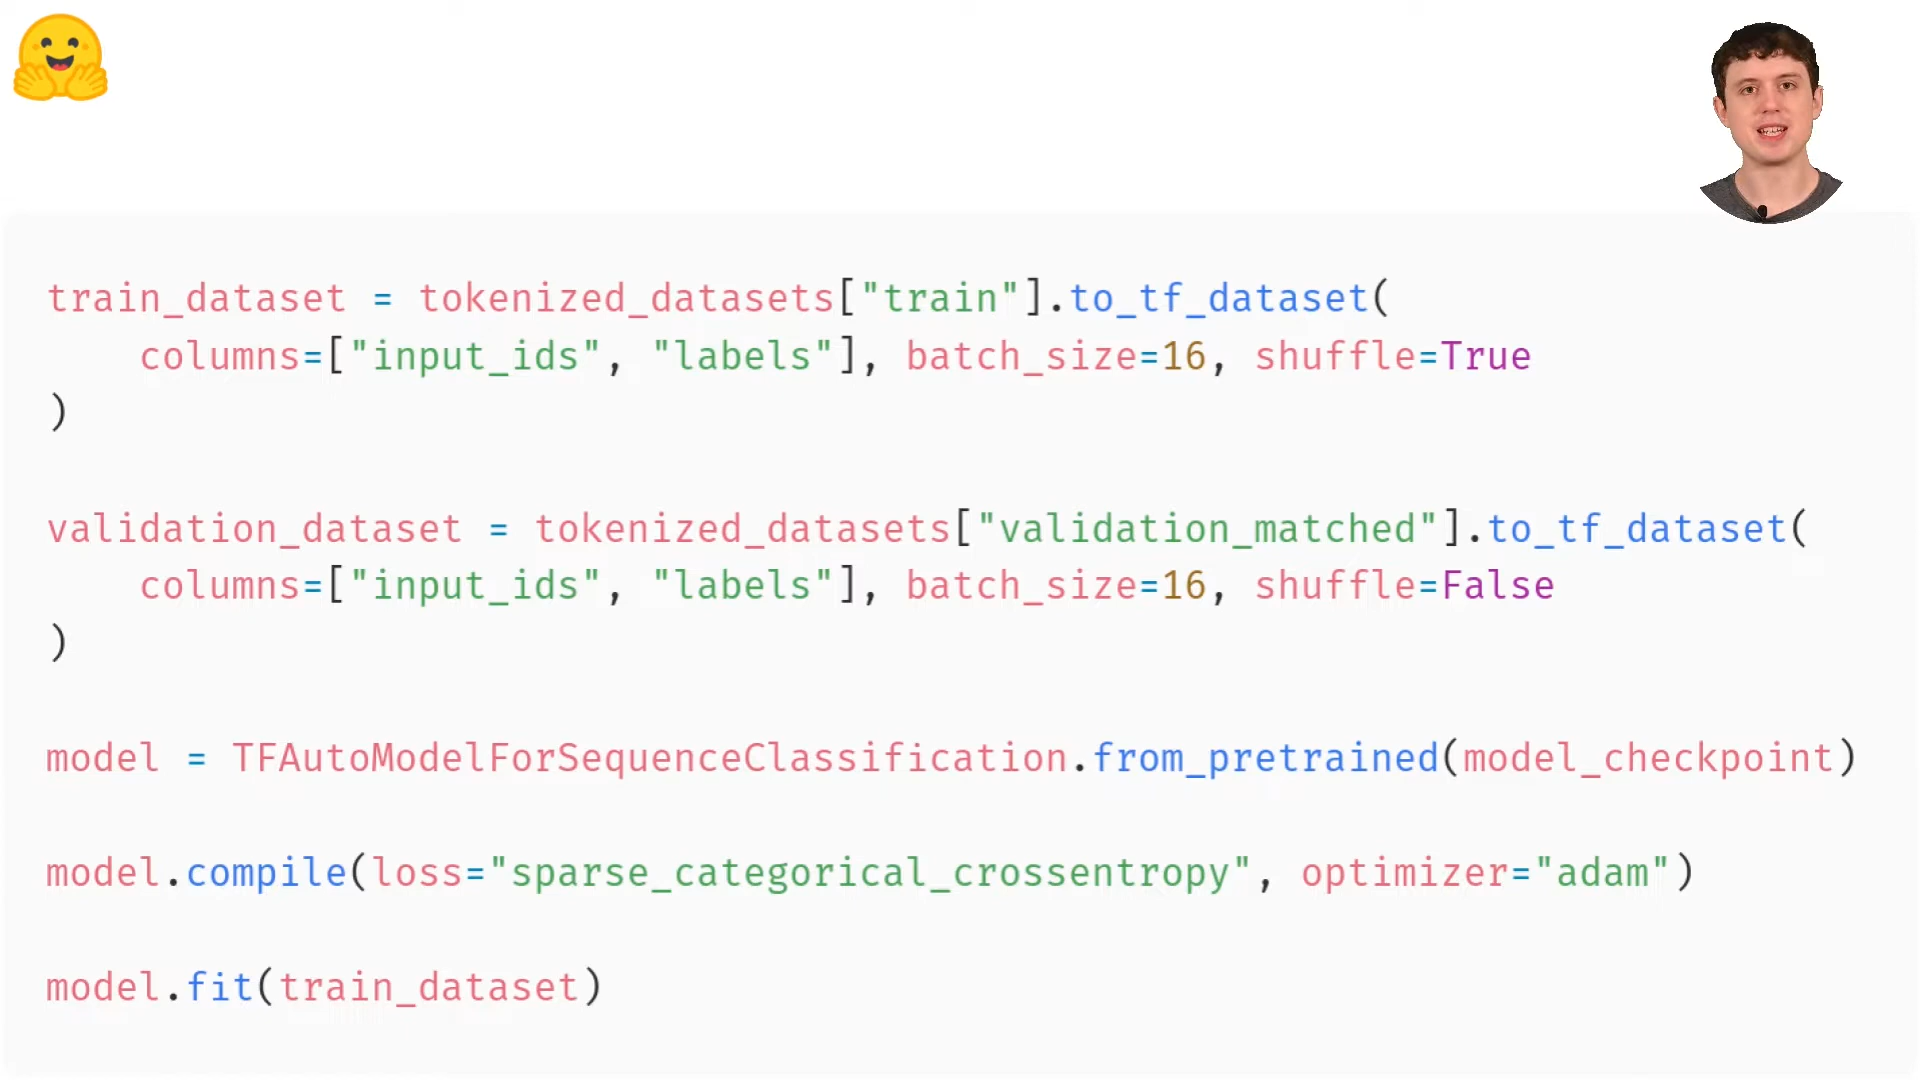 train_dataset = tokenized_datasets["train"].to_tf_dataset(
    columns=["input_ids", "labels"], batch_size=16, shuffle=True
)
validation_dataset = tokenized_datasets["validation_matched"].to_tf_dataset(
    columns=["input_ids", "labels"], batch_size=16, shuffle=False
)
model = TFAutoModelForSequenceClassification.from_pretrained(model_checkpoint)
model.compile(loss="sparse_categorical_crossentropy", optimizer="adam")
model.fit(train_dataset)